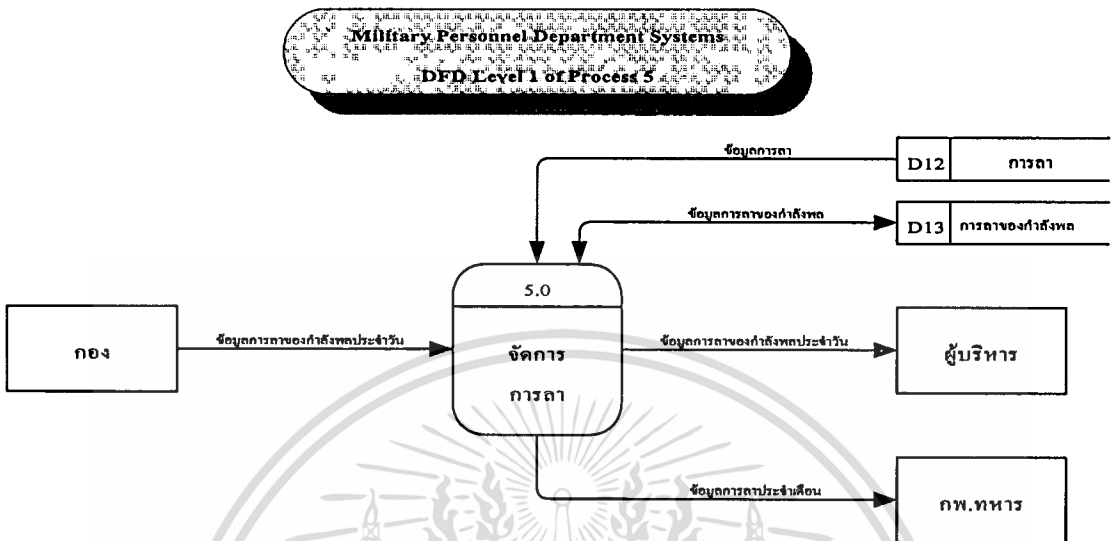 Military Personnel Department Systems
DFD Level 1 of Process 5
ข้อมูลการลา
D12 การลา
ข้อมูลการลาของกำลังพล
D13 การลาของกำลังพล
5.0
กอง
ข้อมูลการลาของกำลังพลประจำวัน
จัดการ
การลา
ข้อมูลการลาของกำลังพลประจำวัน
ผู้บริหาร
ข้อมูลการลาประจำเดือน
กพ.ทหาร